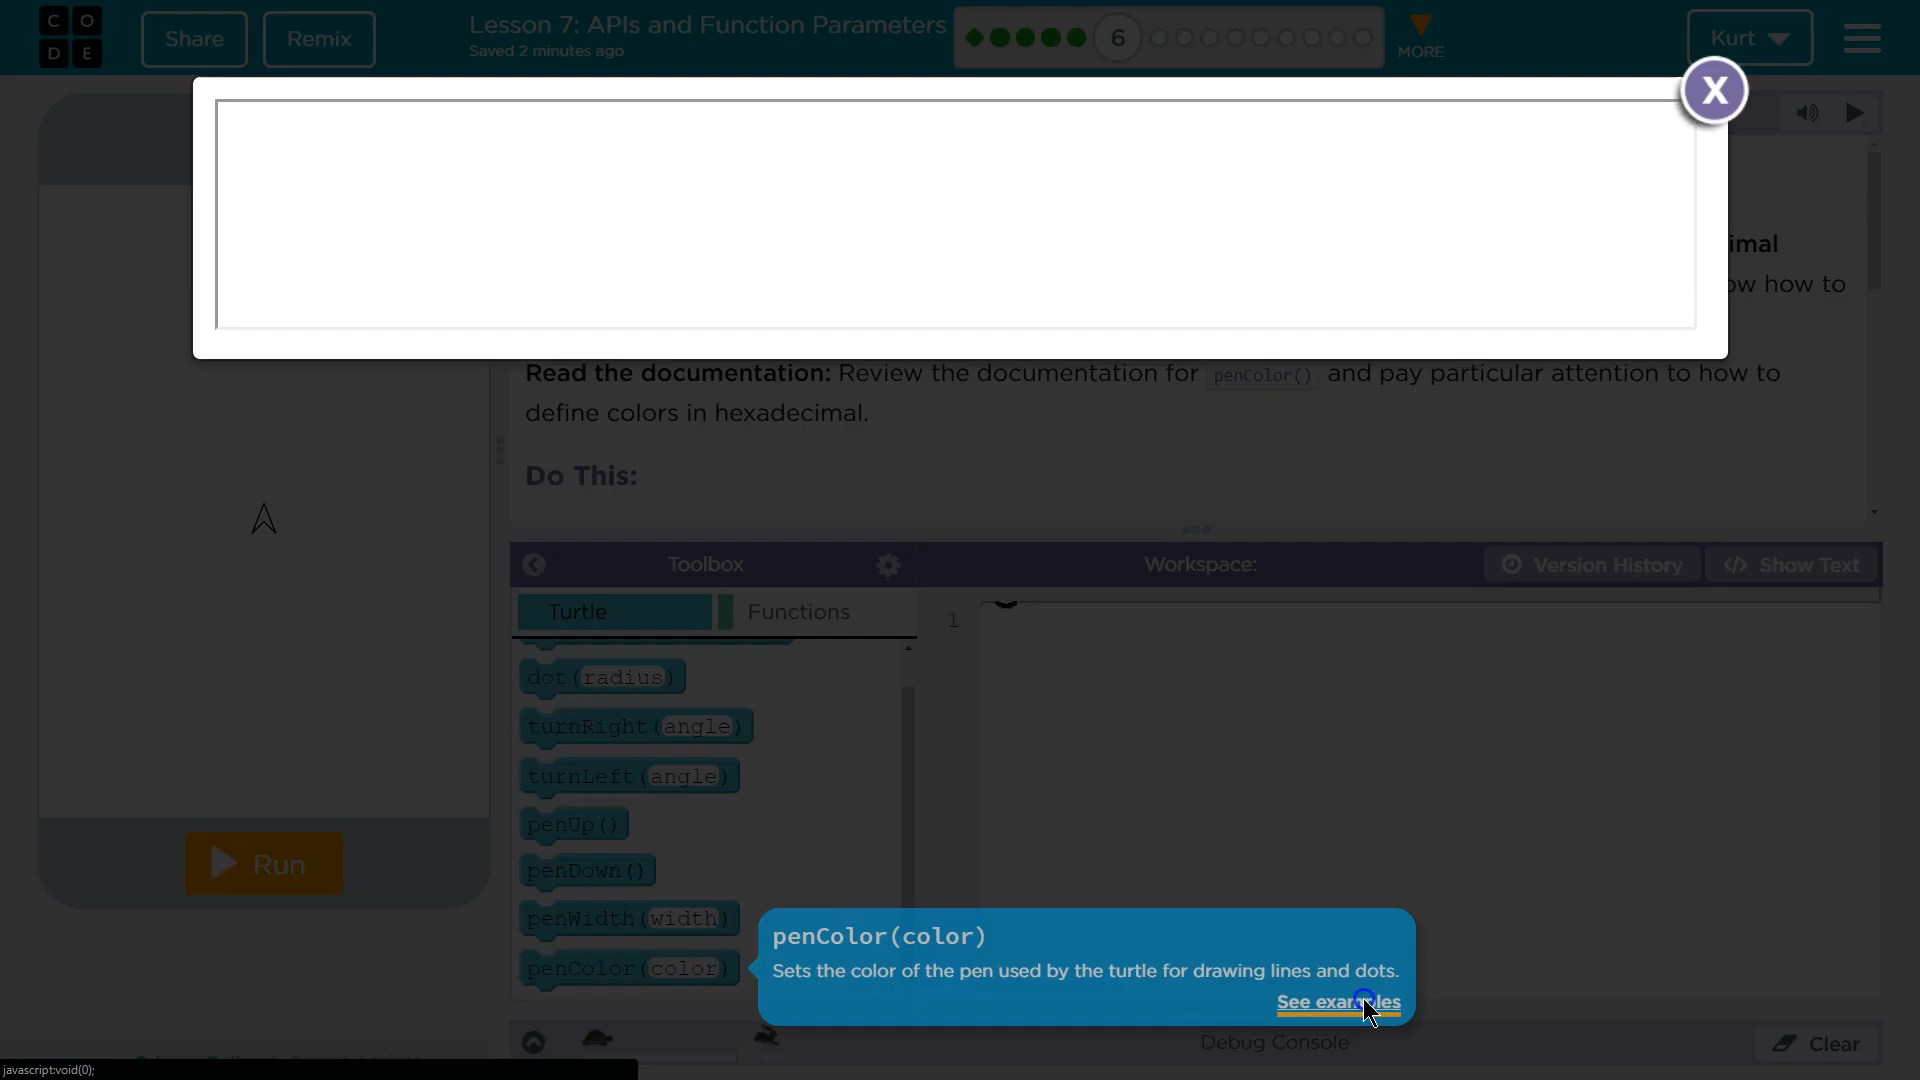 C O
D E
Share
Remix
Lesson 7: APIs and Function Parameters
Saved 2 minutes ago
6
MORE
Kurt
X
imal
ow how to
Read the documentation: Review the documentation for penColor() and pay particular attention to how to
define colors in hexadecimal.
Do This:
Toolbox
Workspace:
Version History
</> Show Text
Turtle
Functions
1
dot(radius)
turnRight(angle)
turnLeft(angle)
penUp()
penDown()
penWidth(width)
penColor(color)
Run
penColor(color)
Sets the color of the pen used by the turtle for drawing lines and dots.
See examples
Debug Console
Clear
javascript:void(0);